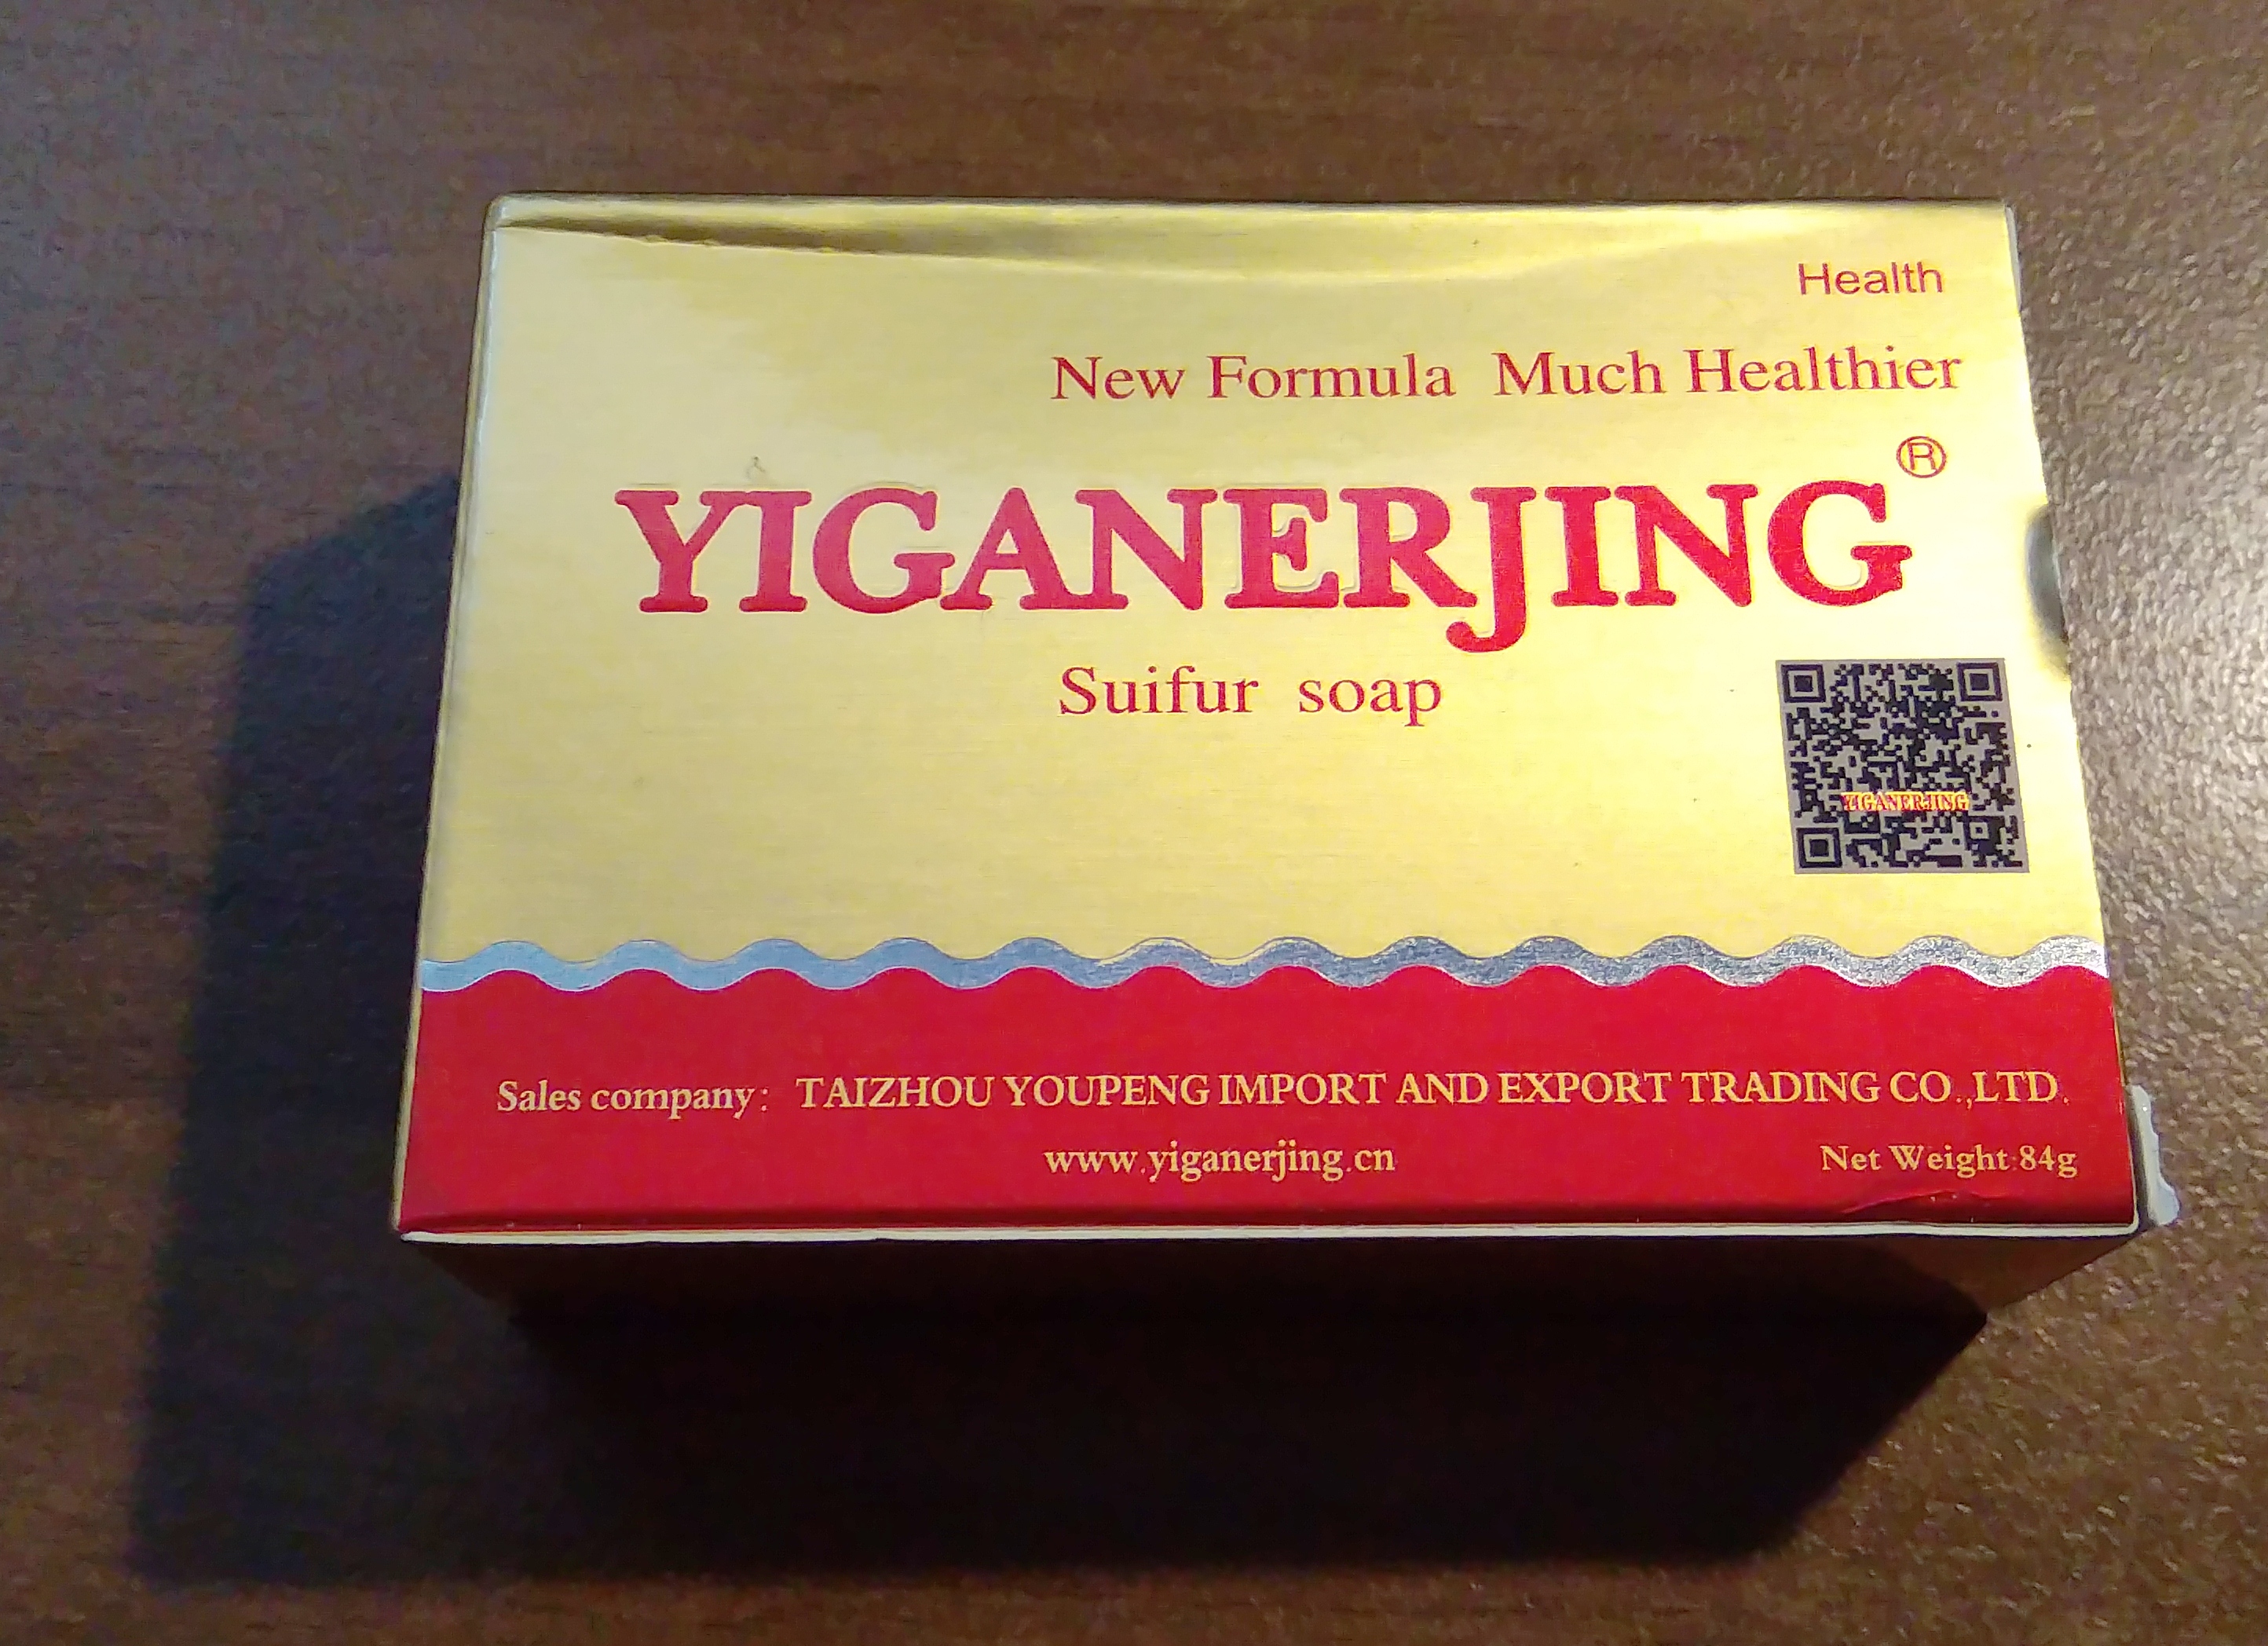 Health
New Formula Much Healthier
YIGANERJING®
Suifur soap
YIGANERJING
Sales company: TAIZHOU YOUPENG IMPORT AND EXPORT TRADING CO.,LTD.
www.yiganerjing.cn
Net Weight:84g